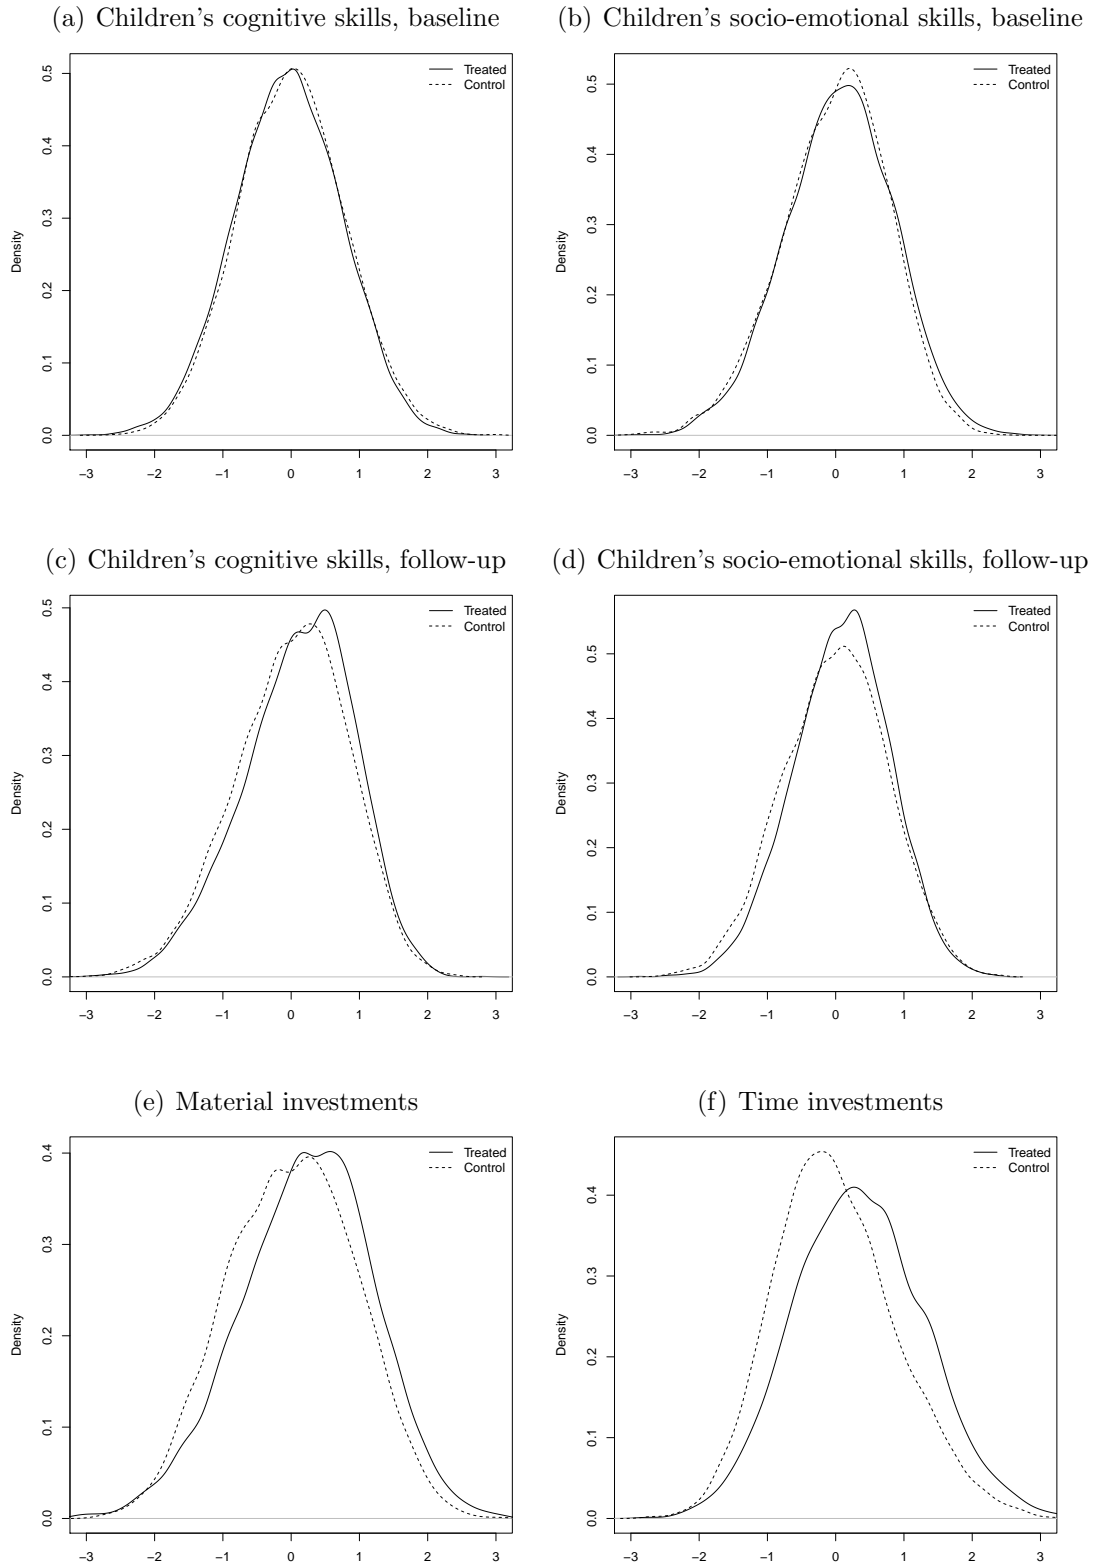 (a) Children's cognitive skills, baseline
Treated
Control
Density
0.0 0.1 0.2 0.3 0.4 0.5
−3 −2 −1 0 1 2 3
(b) Children's socio-emotional skills, baseline
Treated
Control
Density
0.0 0.1 0.2 0.3 0.4 0.5
−3 −2 −1 0 1 2 3
(c) Children's cognitive skills, follow-up
Treated
Control
Density
0.0 0.1 0.2 0.3 0.4 0.5
−3 −2 −1 0 1 2 3
(d) Children's socio-emotional skills, follow-up
Treated
Control
Density
0.0 0.1 0.2 0.3 0.4 0.5
−3 −2 −1 0 1 2 3
(e) Material investments
Treated
Control
Density
0.0 0.1 0.2 0.3 0.4
−3 −2 −1 0 1 2 3
(f) Time investments
Treated
Control
Density
0.0 0.1 0.2 0.3 0.4
−3 −2 −1 0 1 2 3